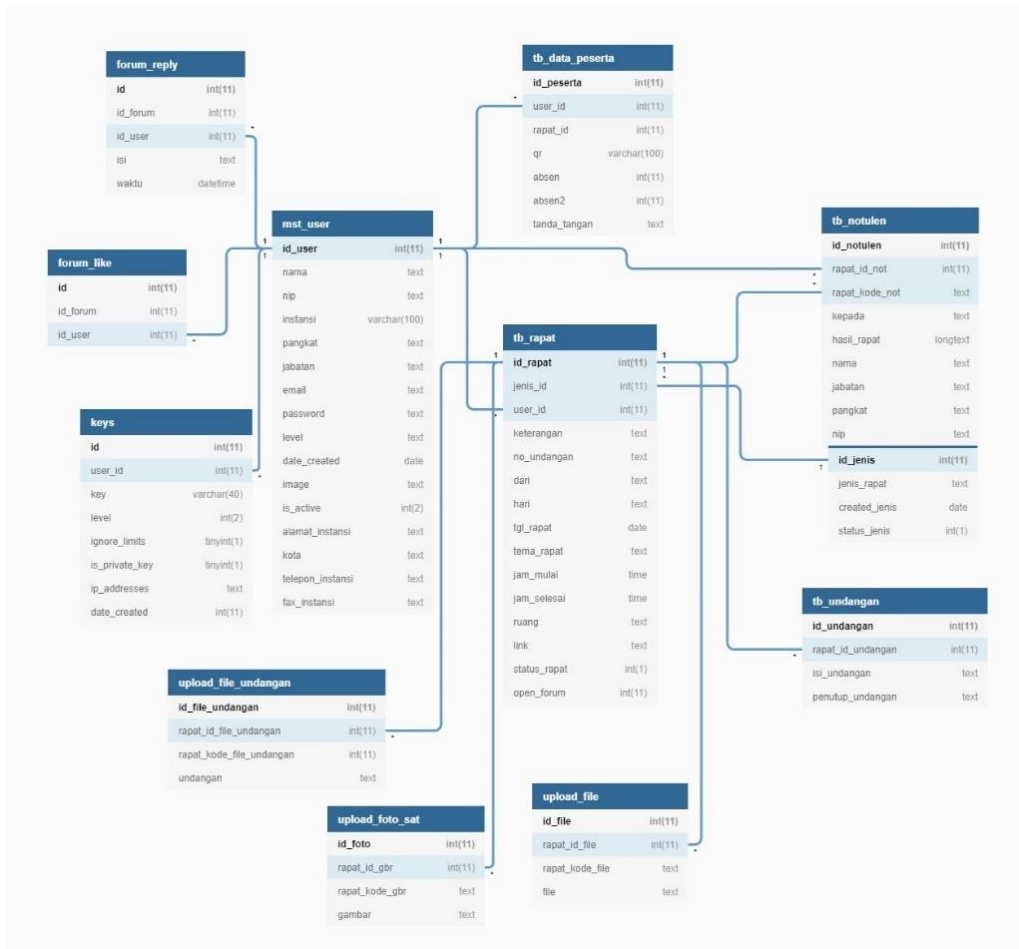 forum_reply
id int(11)
id_forum int(11)
id_user int(11)
isi text
waktu datetime
tb_data_peserta
id_peserta int(11)
user_id int(11)
rapat_id int(11)
qr varchar(100)
absen int(11)
absen2 int(11)
tanda_tangan text
forum_like
id int(11)
id_forum int(11)
id_user int(11)
mst_user
1 id_user int(11) 1
1 1
nama text
nip text
instansi varchar(100)
pangkat text
jabatan text
email text
password text
level text
date_created date
image text
is_active int(2)
alamat_instansi text
kota text
telepon_instansi text
fax_instansi text
tb_notulen
id_notulen int(11)
rapat_id_not int(11)
rapat_kode_not text
kepada text
hasil_rapat longtext
nama text
jabatan text
pangkat text
nip text
1 id_jenis int(11)
jenis_rapat text
created_jenis date
status_jenis int(1)
tb_rapat
1 id_rapat int(11) 1
1
jenis_id int(11)
user_id int(11)
keterangan text
no_undangan text
dari text
hari text
tgl_rapat date
tema_rapat text
jam_mulai time
jam_selesai time
ruang text
link text
status_rapat int(1)
open_forum int(11)
keys
id int(11)
user_id int(11)
key varchar(40)
level int(2)
ignore_limits tinyint(1)
is_private_key tinyint(1)
ip_addresses text
date_created int(11)
tb_undangan
id_undangan int(11)
rapat_id_undangan int(11)
isi_undangan text
penutup_undangan text
upload_file_undangan
id_file_undangan int(11)
rapat_id_file_undangan int(11)
rapat_kode_file_undangan int(11)
undangan text
upload_foto_sat
id_foto int(11)
rapat_id_gbr int(11)
rapat_kode_gbr text
gambar text
upload_file
id_file int(11)
rapat_id_file int(11)
rapat_kode_file text
file text